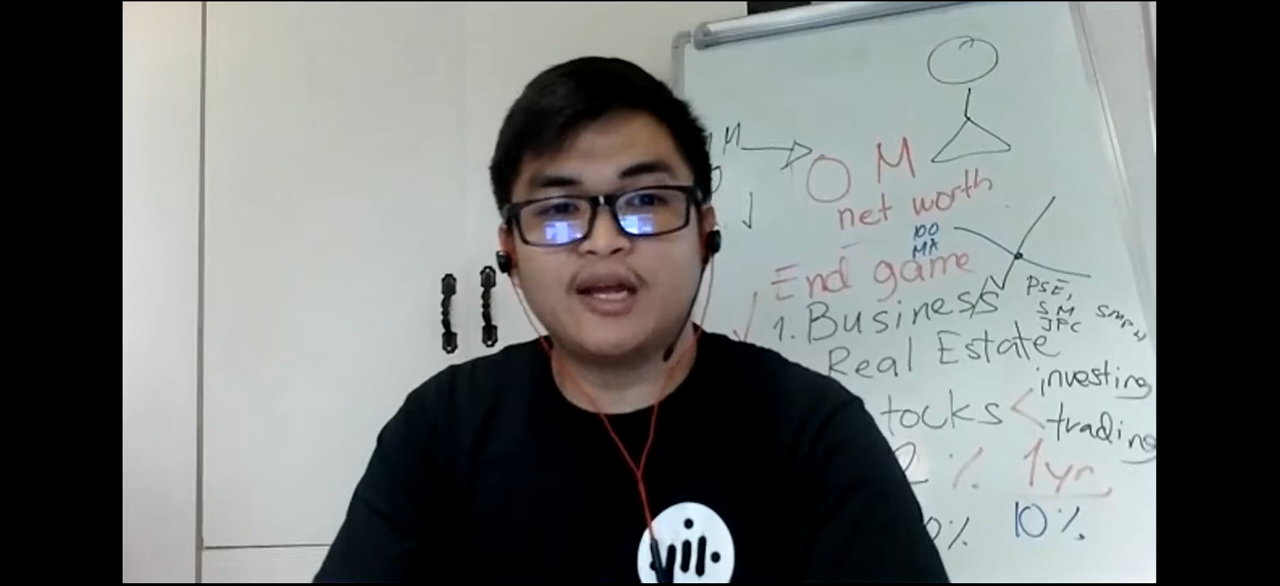 M
O M
net worth
100
MA
End game
1. Business
PSE,
SM
JFC
Real Estate
investing
tocks
trading
2% 1yr
0% 10%